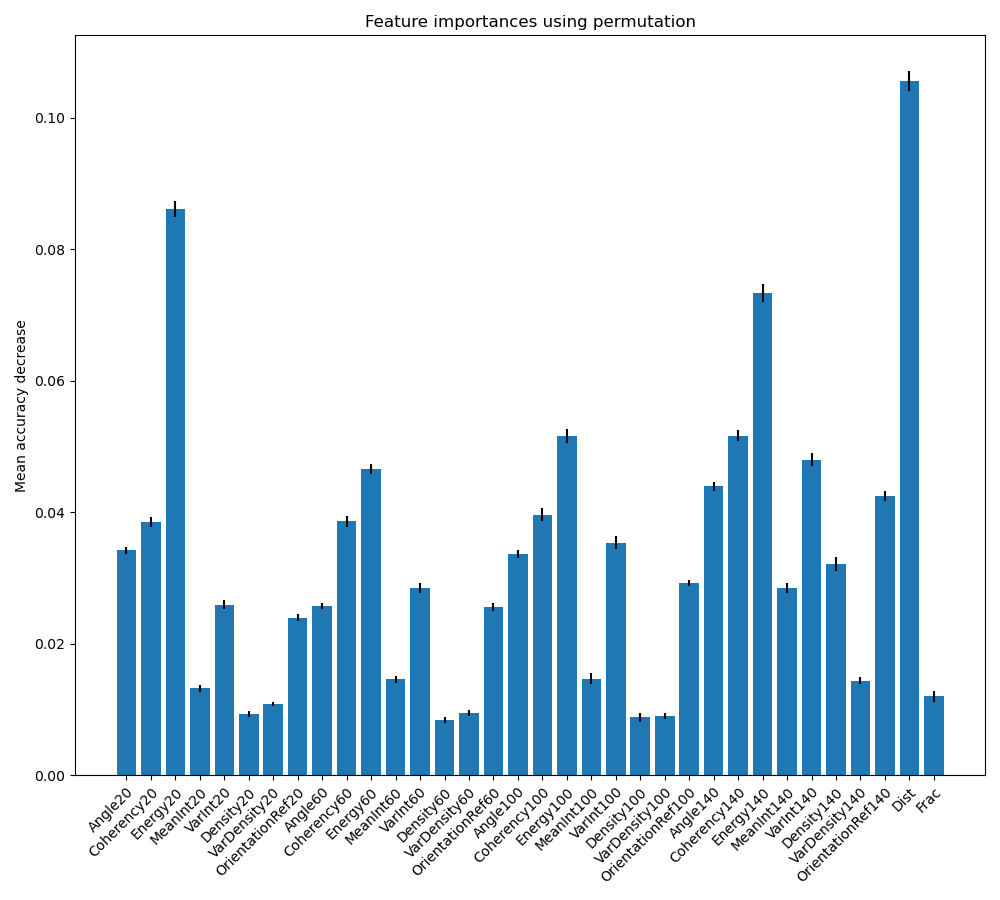 Feature importances using permutation
Mean accuracy decrease
0.10
0.08
0.06
0.04
0.02
0.00
Angle20
Coherency20
Energy20
MeanInt20
VarInt20
Density20
VarDensity20
OrientationRef20
Angle60
Coherency60
Energy60
MeanInt60
VarInt60
Density60
VarDensity60
OrientationRef60
Angle100
Coherency100
Energy100
MeanInt100
VarInt100
Density100
VarDensity100
OrientationRef100
Angle140
Coherency140
Energy140
MeanInt140
VarInt140
Density140
VarDensity140
OrientationRef140
Dist
Frac